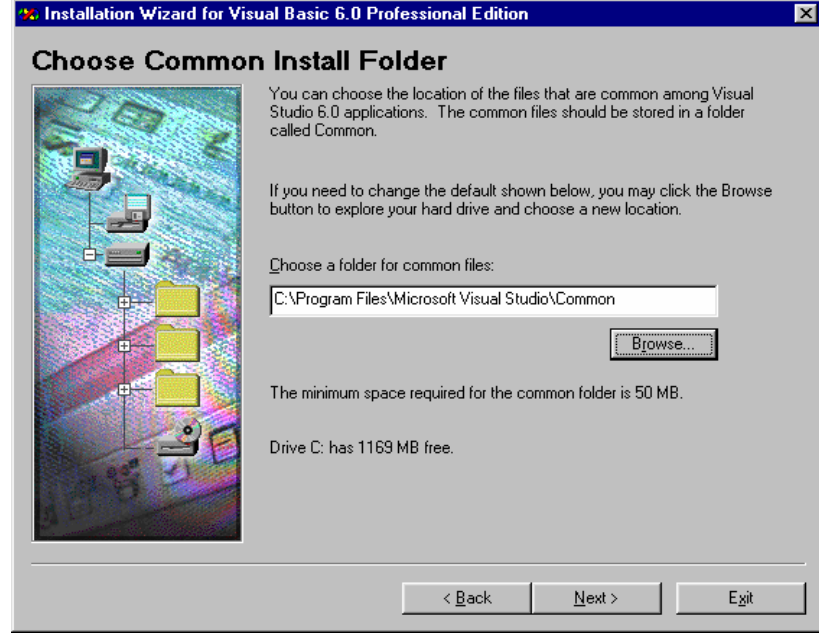 Installation Wizard for Visual Basic 6.0 Professional Edition
Choose Common Install Folder
You can choose the location of the files that are common among Visual
Studio 6.0 applications. The common files should be stored in a folder
called Common.
If you need to change the default shown below, you may click the Browse
button to explore your hard drive and choose a new location.
Choose a folder for common files:
C:\Program Files\Microsoft Visual Studio\Common
Browse...
The minimum space required for the common folder is 50 MB.
Drive C: has 1169 MB free.
< Back
Next >
Exit